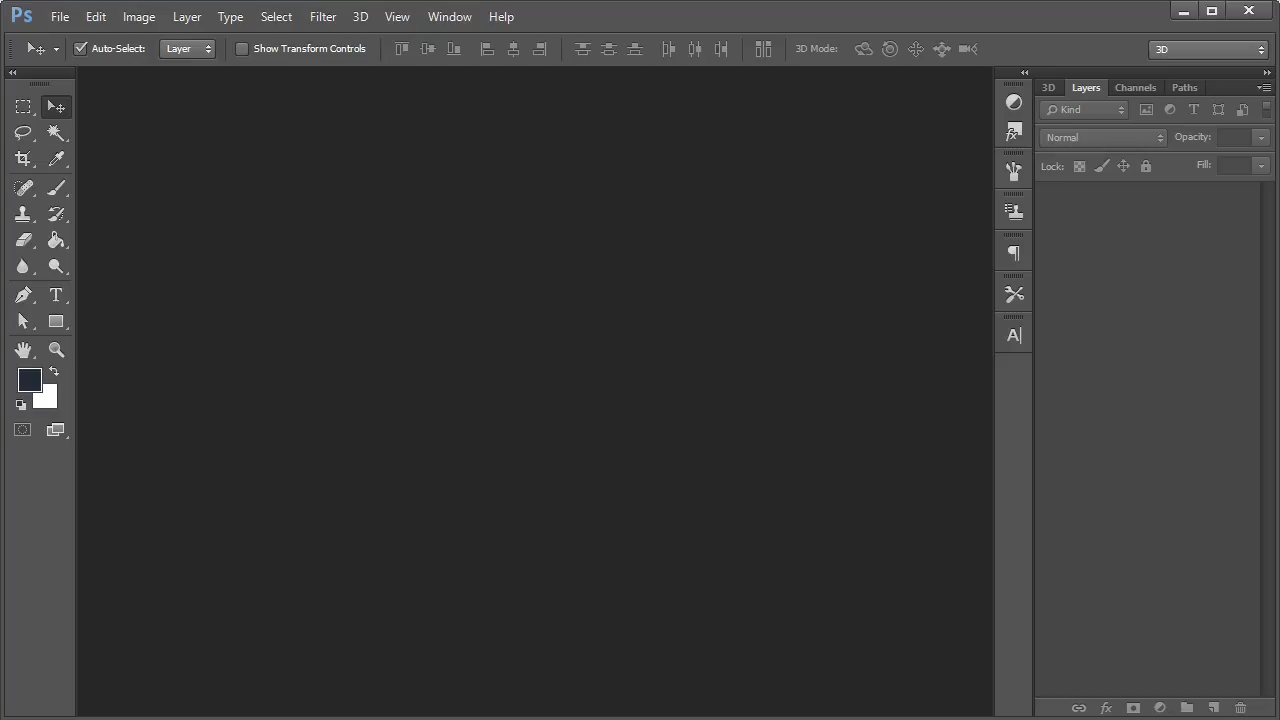 Ps File Edit Image Layer Type Select Filter 3D View Window Help
Auto-Select: Layer Show Transform Controls 3D Mode: 3D
3D Layers Channels Paths
Kind T
Normal Opacity:
Lock: Fill:
fx
T
A|
fx